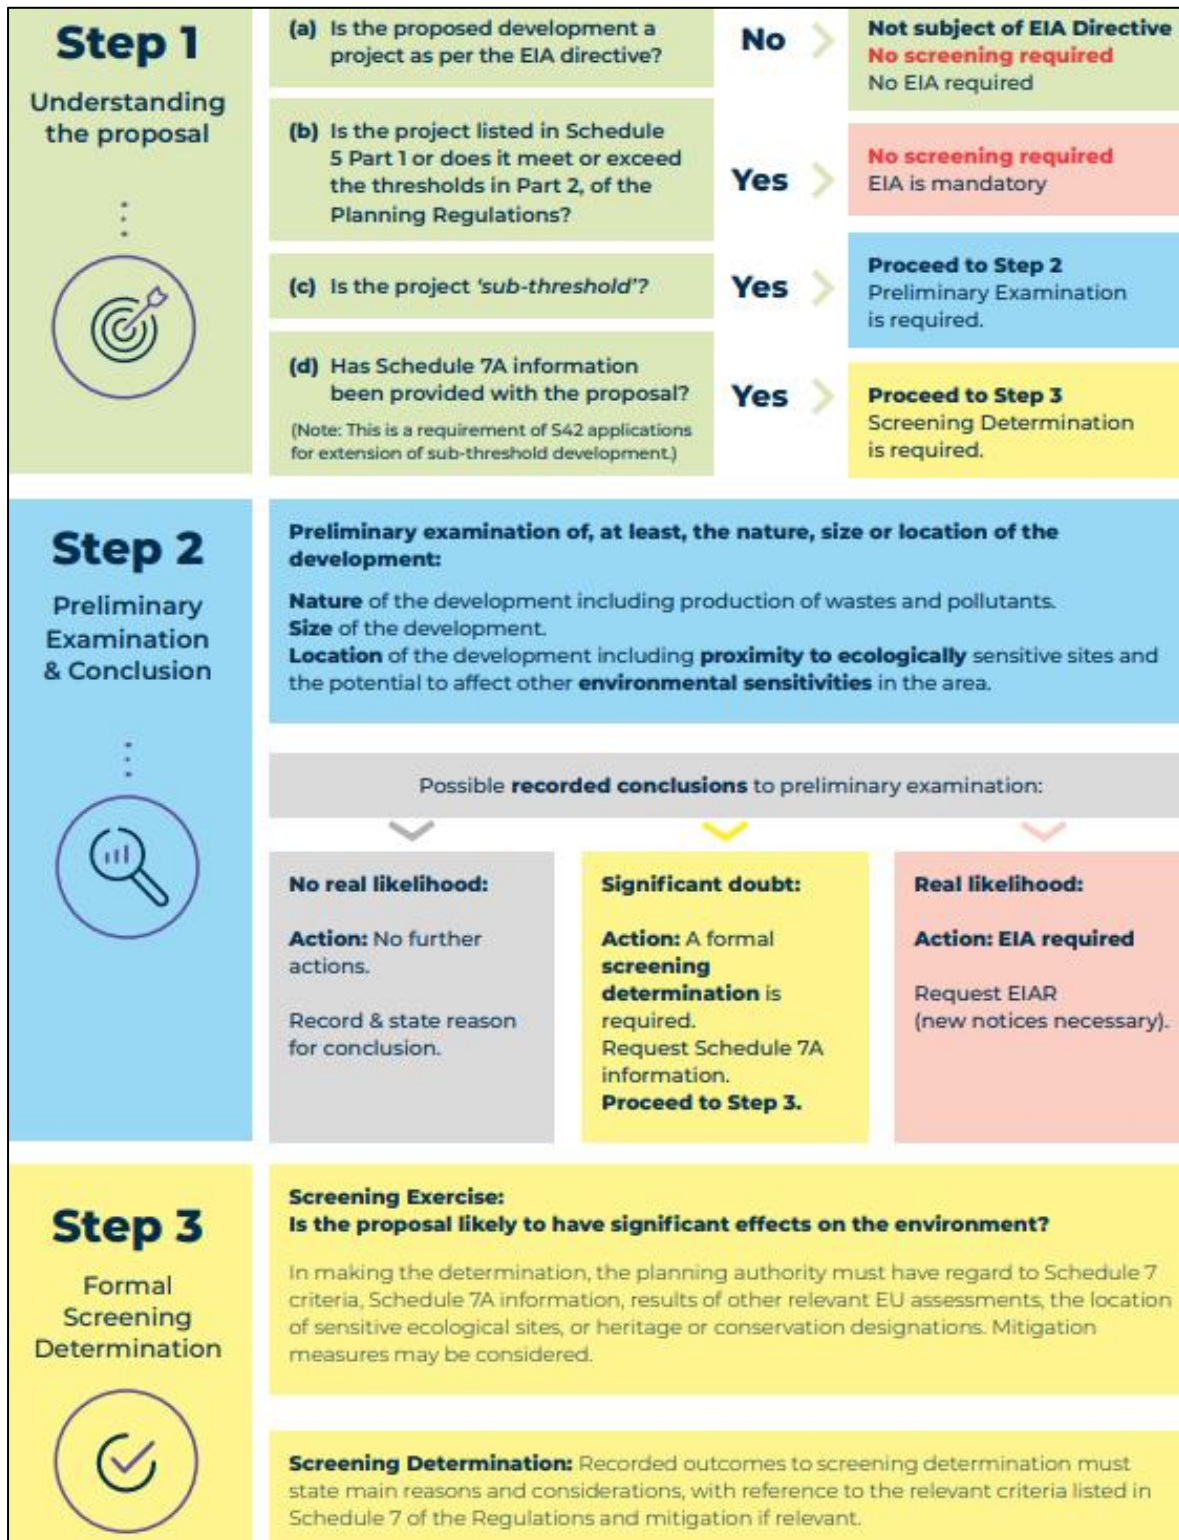 Step 1
Understanding
the proposal
(a) Is the proposed development a
project as per the EIA directive?
No
Not subject of EIA Directive
No screening required
No EIA required
(b) Is the project listed in Schedule
5 Part 1 or does it meet or exceed
the thresholds in Part 2, of the
Planning Regulations?
Yes
No screening required
EIA is mandatory
(c) Is the project ‘sub-threshold’?
Yes
Proceed to Step 2
Preliminary Examination
is required.
(d) Has Schedule 7A information
been provided with the proposal?
(Note: This is a requirement of S42 applications
for extension of sub-threshold development.)
Yes
Proceed to Step 3
Screening Determination
is required.
Step 2
Preliminary
Examination
& Conclusion
Preliminary examination of, at least, the nature, size or location of the
development:
Nature of the development including production of wastes and pollutants.
Size of the development.
Location of the development including proximity to ecologically sensitive sites and
the potential to affect other environmental sensitivities in the area.
Possible recorded conclusions to preliminary examination:
No real likelihood:
Action: No further
actions.
Record & state reason
for conclusion.
Significant doubt:
Action: A formal
screening
determination is
required.
Request Schedule 7A
information.
Proceed to Step 3.
Real likelihood:
Action: EIA required
Request EIAR
(new notices necessary).
Step 3
Formal
Screening
Determination
Screening Exercise:
Is the proposal likely to have significant effects on the environment?
In making the determination, the planning authority must have regard to Schedule 7
criteria, Schedule 7A information, results of other relevant EU assessments, the location
of sensitive ecological sites, or heritage or conservation designations. Mitigation
measures may be considered.
Screening Determination: Recorded outcomes to screening determination must
state main reasons and considerations, with reference to the relevant criteria listed in
Schedule 7 of the Regulations and mitigation if relevant.